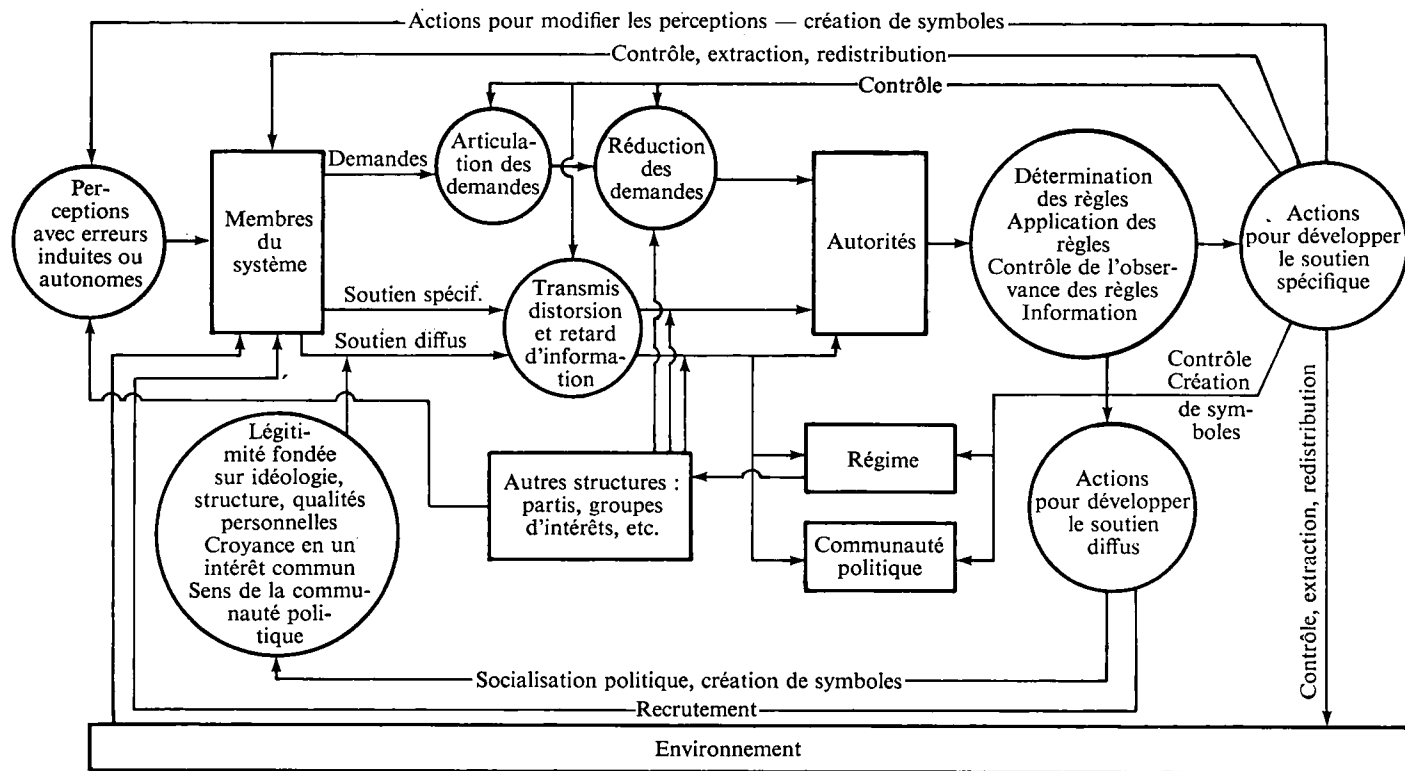 Actions pour modifier les perceptions — création de symboles
Contrôle, extraction, redistribution
Contrôle
Per-
ceptions
avec erreurs
induites ou
autonomes
Membres
du
système
Demandes
Articula-
tion des
demandes
Réduction
des
demandes
Autorités
Détermination
des règles
Application des
règles
Contrôle de l'obser-
vance des règles
Information
Actions
pour développer
le soutien
spécifique
Soutien spécif.
Soutien diffus
Transmis
distorsion
et retard
d'informa-
tion
Contrôle
Création
de sym-
boles
Légiti-
mité fondée
sur idéologie,
structure, qualités
personnelles
Croyance en un
intérêt commun
Sens de la commu-
nauté poli-
tique
Autres structures :
partis, groupes
d'intérêts, etc.
Régime
Communauté
politique
Actions
pour développer
le soutien
diffus
Contrôle, extraction, redistribution
Socialisation politique, création de symboles
Recrutement
Environnement